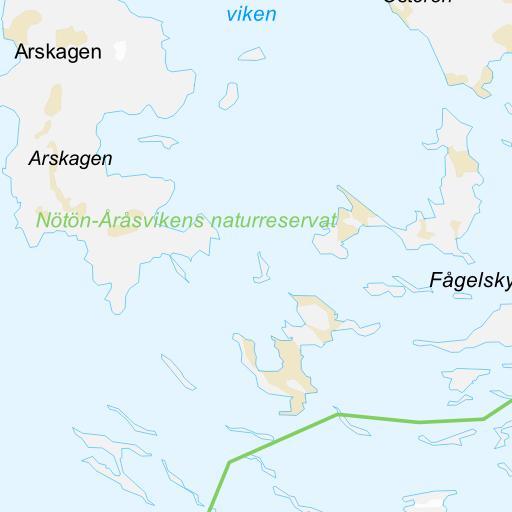 viken
Arskagen
Arskagen
Nötön-Åråsvikens naturreservat
Fågelsky